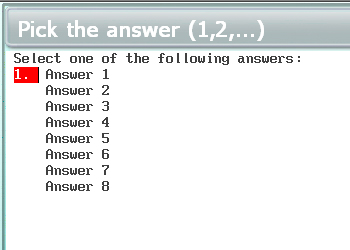 Pick the answer (1,2,...)
Select one of the following answers:
1. Answer 1
Answer 2
Answer 3
Answer 4
Answer 5
Answer 6
Answer 7
Answer 8